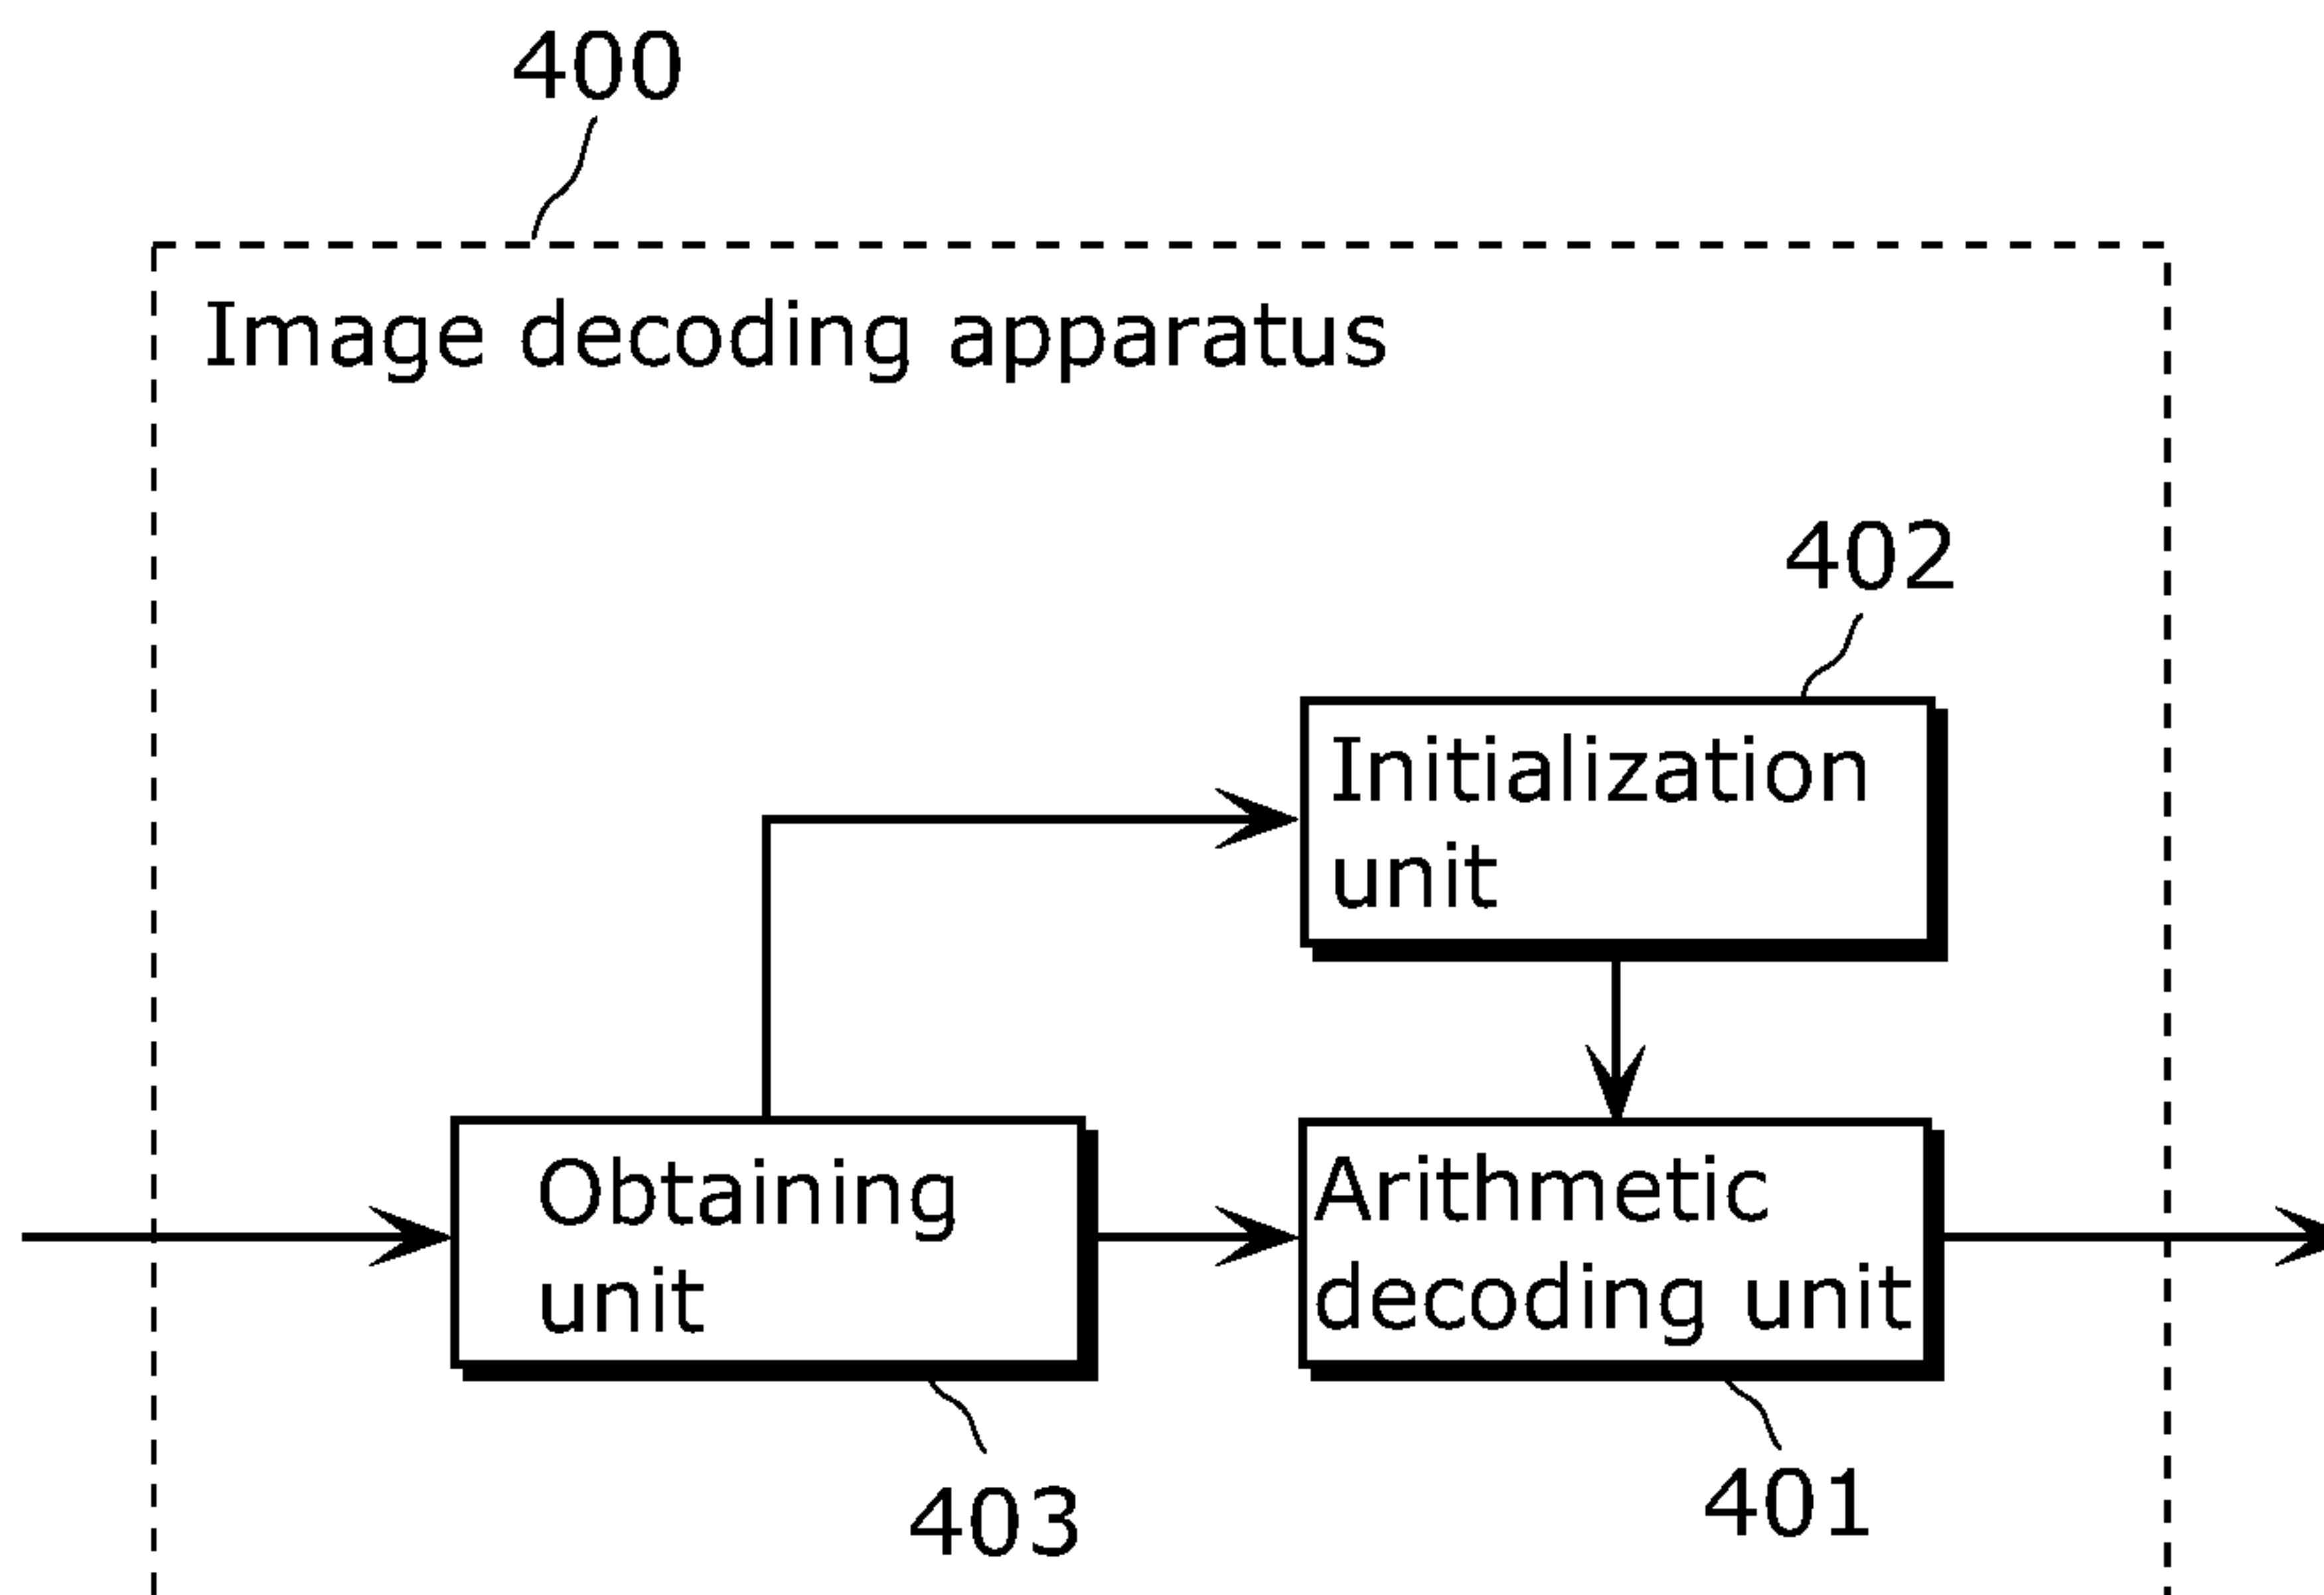 400
Image decoding apparatus
402
Initialization
unit
Obtaining
unit
Arithmetic
decoding unit
403
401